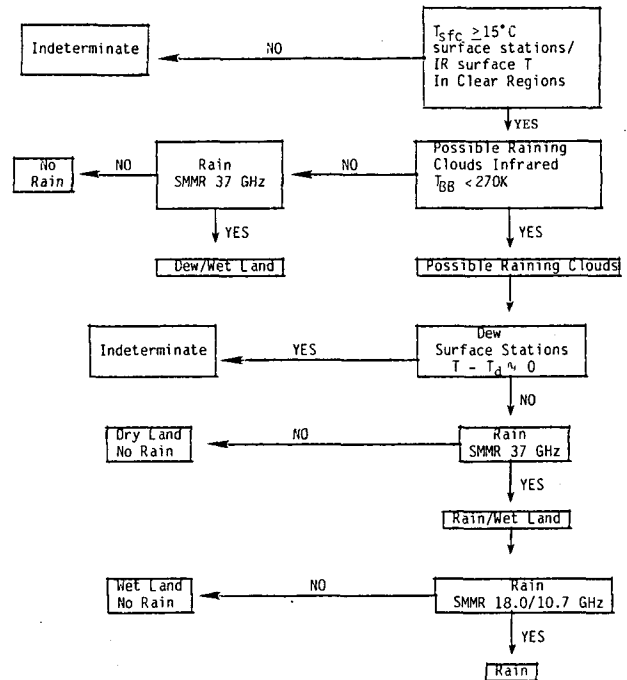 Indeterminate
NO
T_sfc ≥15°C
surface stations/
IR surface T
In Clear Regions
YES
No
Rain
NO
Rain
SMMR 37 GHz
NO
Possible Raining
Clouds Infrared
T_BB <270K
YES
YES
Dew/Wet Land
Possible Raining Clouds
Indeterminate
YES
Dew
Surface Stations
T - T_d ≈ 0
NO
Dry Land
No Rain
NO
Rain
SMMR 37 GHz
YES
Rain/Wet Land
Wet Land
No Rain
NO
Rain
SMMR 18.0/10.7 GHz
YES
Rain